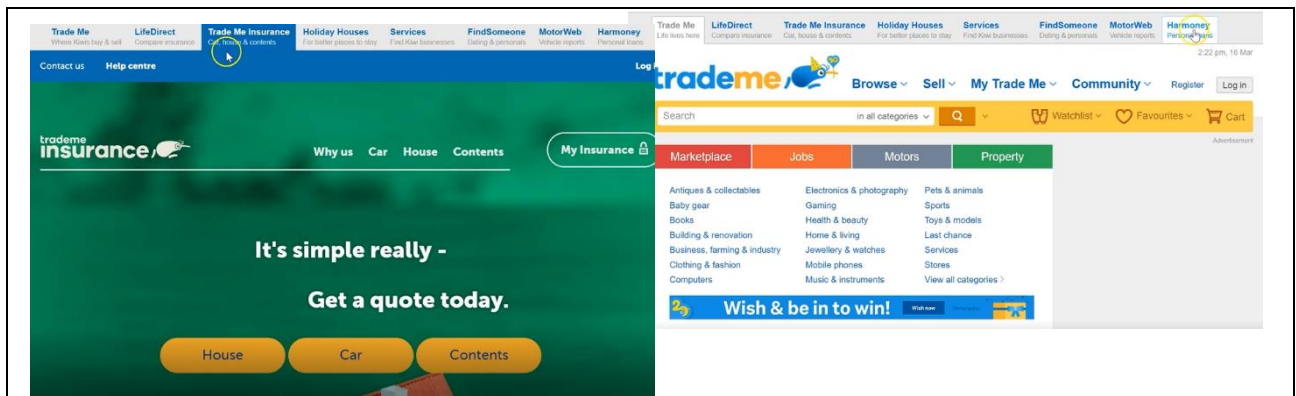 Trade Me LifeDirect Trade Me Insurance Holiday Houses Services FindSomeone MotorWeb Harmoney
Where Kiwis buy & sell Compare insurance Car, house & contents For better places to stay Find Kiwi businesses Dating & personals Vehicle reports Personal loans
Contact us Help centre Log
trademe
insurance
Why us Car House Contents My Insurance
It's simple really -
Get a quote today.
House Car Contents
Trade Me LifeDirect Trade Me Insurance Holiday Houses Services FindSomeone MotorWeb Harmoney
Life lives here Compare insurance Car, house & contents For better places to stay Find Kiwi businesses Dating & personals Vehicle reports Personal loans
2:22 pm, 16 Mar
trademe
Browse Sell My Trade Me Community Register Log in
Search in all categories Watchlist Favourites Cart
Advertisement
Marketplace Jobs Motors Property
Antiques & collectables Electronics & photography Pets & animals
Baby gear Gaming Sports
Books Health & beauty Toys & models
Building & renovation Home & living Last chance
Business, farming & industry Jewellery & watches Services
Clothing & fashion Mobile phones Stores
Computers Music & instruments View all categories >
Wish & be in to win! Wish now